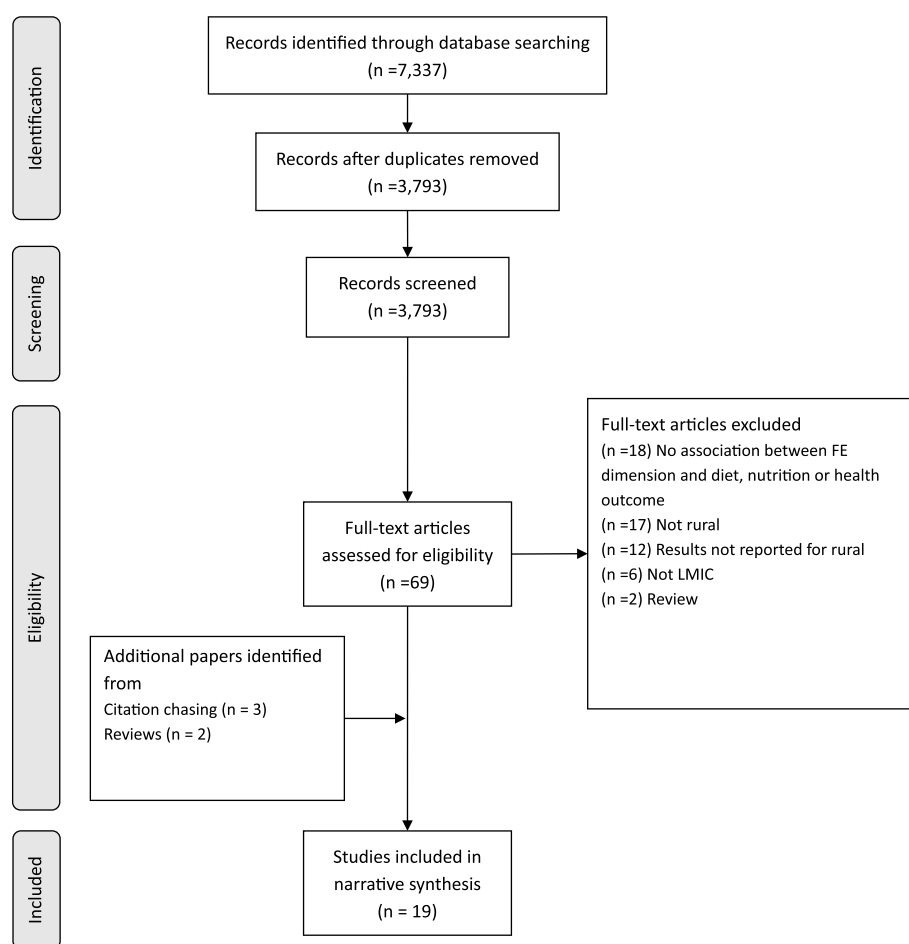 Identification
Records identified through database searching
(n =7,337)
Records after duplicates removed
(n =3,793)
Screening
Records screened
(n =3,793)
Eligibility
Full-text articles
assessed for eligibility
(n =69)
Full-text articles excluded
(n =18) No association between FE
dimension and diet, nutrition or health
outcome
(n =17) Not rural
(n =12) Results not reported for rural
(n =6) Not LMIC
(n =2) Review
Additional papers identified
from
Citation chasing (n = 3)
Reviews (n = 2)
Included
Studies included in
narrative synthesis
(n = 19)